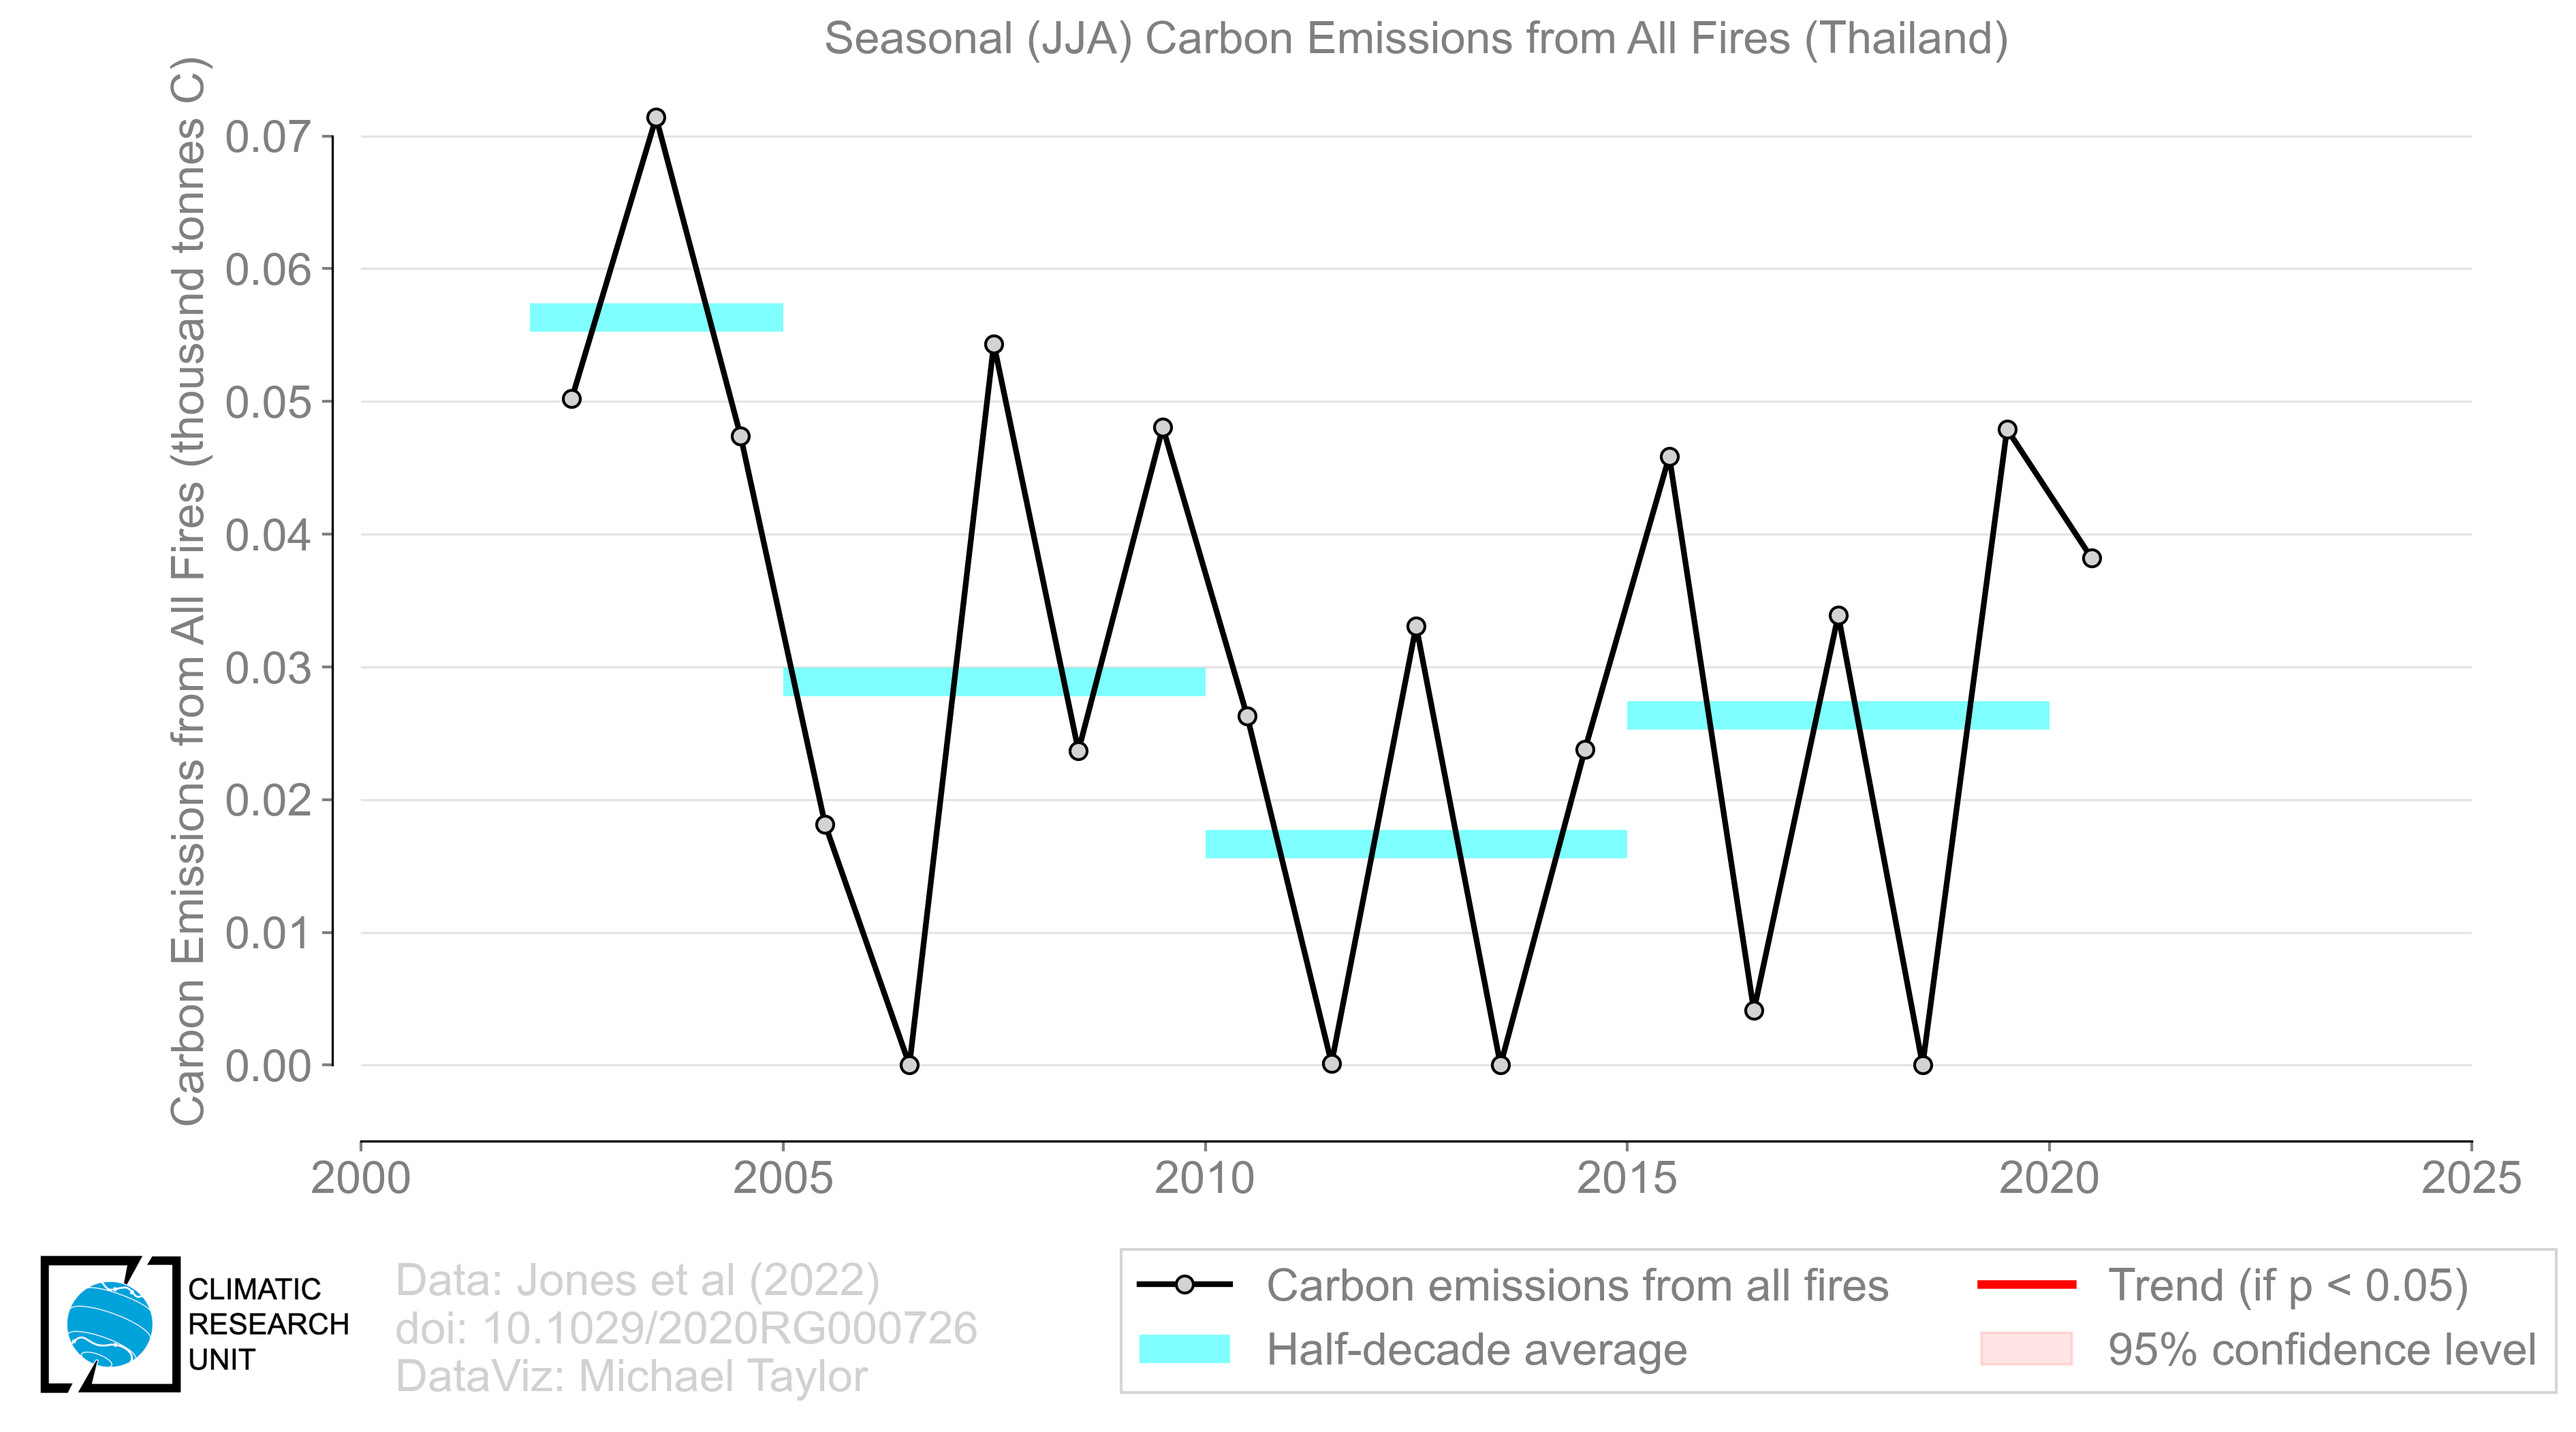 Seasonal (JJA) Carbon Emissions from All Fires (Thailand)
Carbon Emissions from All Fires (thousand tonnes C)
0.07
0.06
0.05
0.04
0.03
0.02
0.01
0.00
2000
2005
2010
2015
2020
2025
CLIMATIC
RESEARCH
UNIT
Data: Jones et al (2022)
doi: 10.1029/2020RG000726
DataViz: Michael Taylor
Carbon emissions from all fires
Half-decade average
Trend (if p < 0.05)
95% confidence level